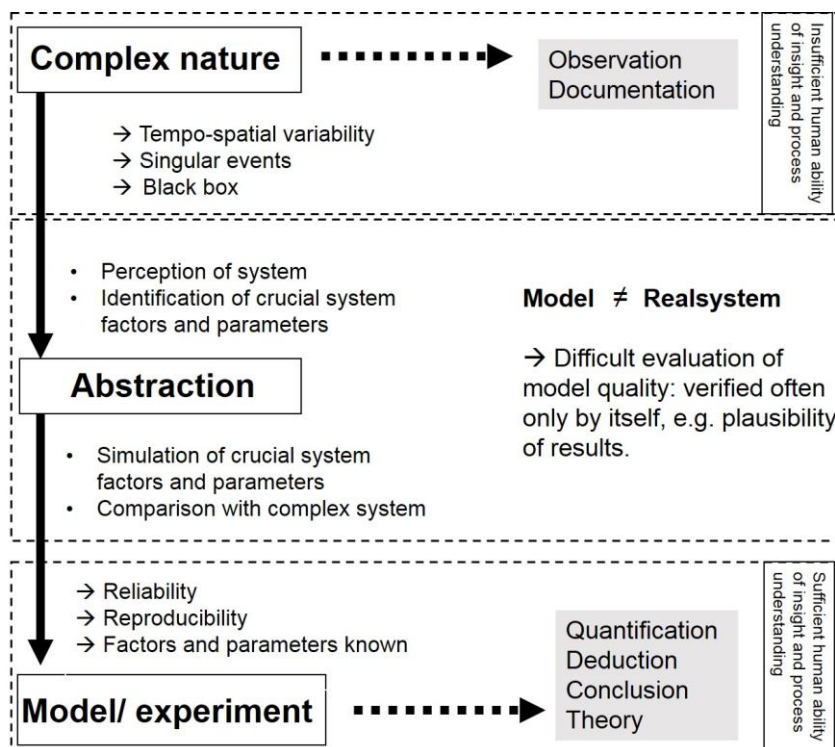 Complex nature
Observation
Documentation
Insufficient human ability
of insight and process
understanding
→ Tempo-spatial variability
→ Singular events
→ Black box
• Perception of system
• Identification of crucial system
factors and parameters
Model ≠ Realsystem
→ Difficult evaluation of
model quality: verified often
only by itself, e.g. plausibility
of results.
Abstraction
• Simulation of crucial system
factors and parameters
• Comparison with complex system
→ Reliability
→ Reproducibility
→ Factors and parameters known
Quantification
Deduction
Conclusion
Theory
Sufficient human ability
of insight and process
understanding
Model/ experiment